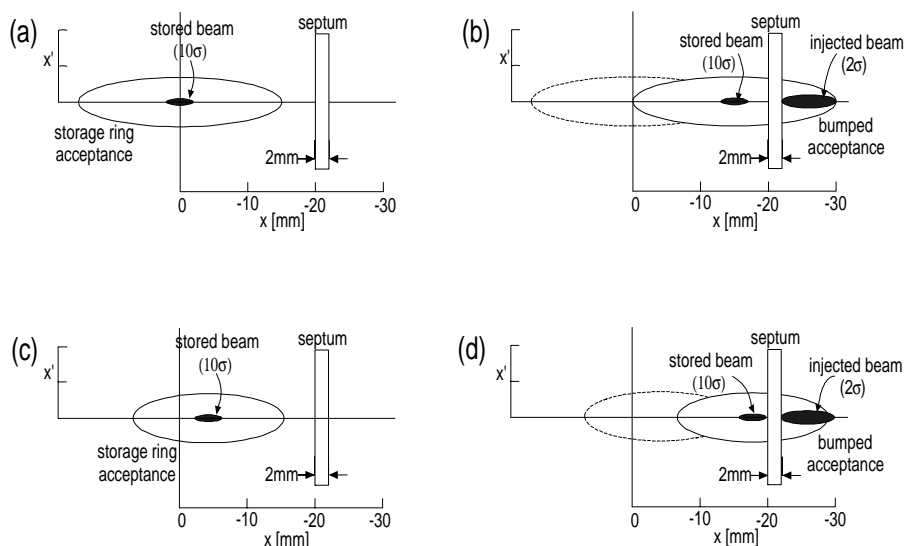 (a)
stored beam
(10σ)
septum
x'
storage ring
acceptance
2mm
0 -10 -20 -30
x [mm]
(b)
septum
stored beam
(10σ)
injected beam
(2σ)
x'
bumped
acceptance
2mm
0 -10 -20 -30
x [mm]
(c)
stored beam
(10σ)
septum
x'
storage ring
acceptance
2mm
0 -10 -20 -30
x [mm]
(d)
septum
stored beam
(10σ)
injected beam
(2σ)
x'
bumped
acceptance
2mm
0 -10 -20 -30
x [mm]